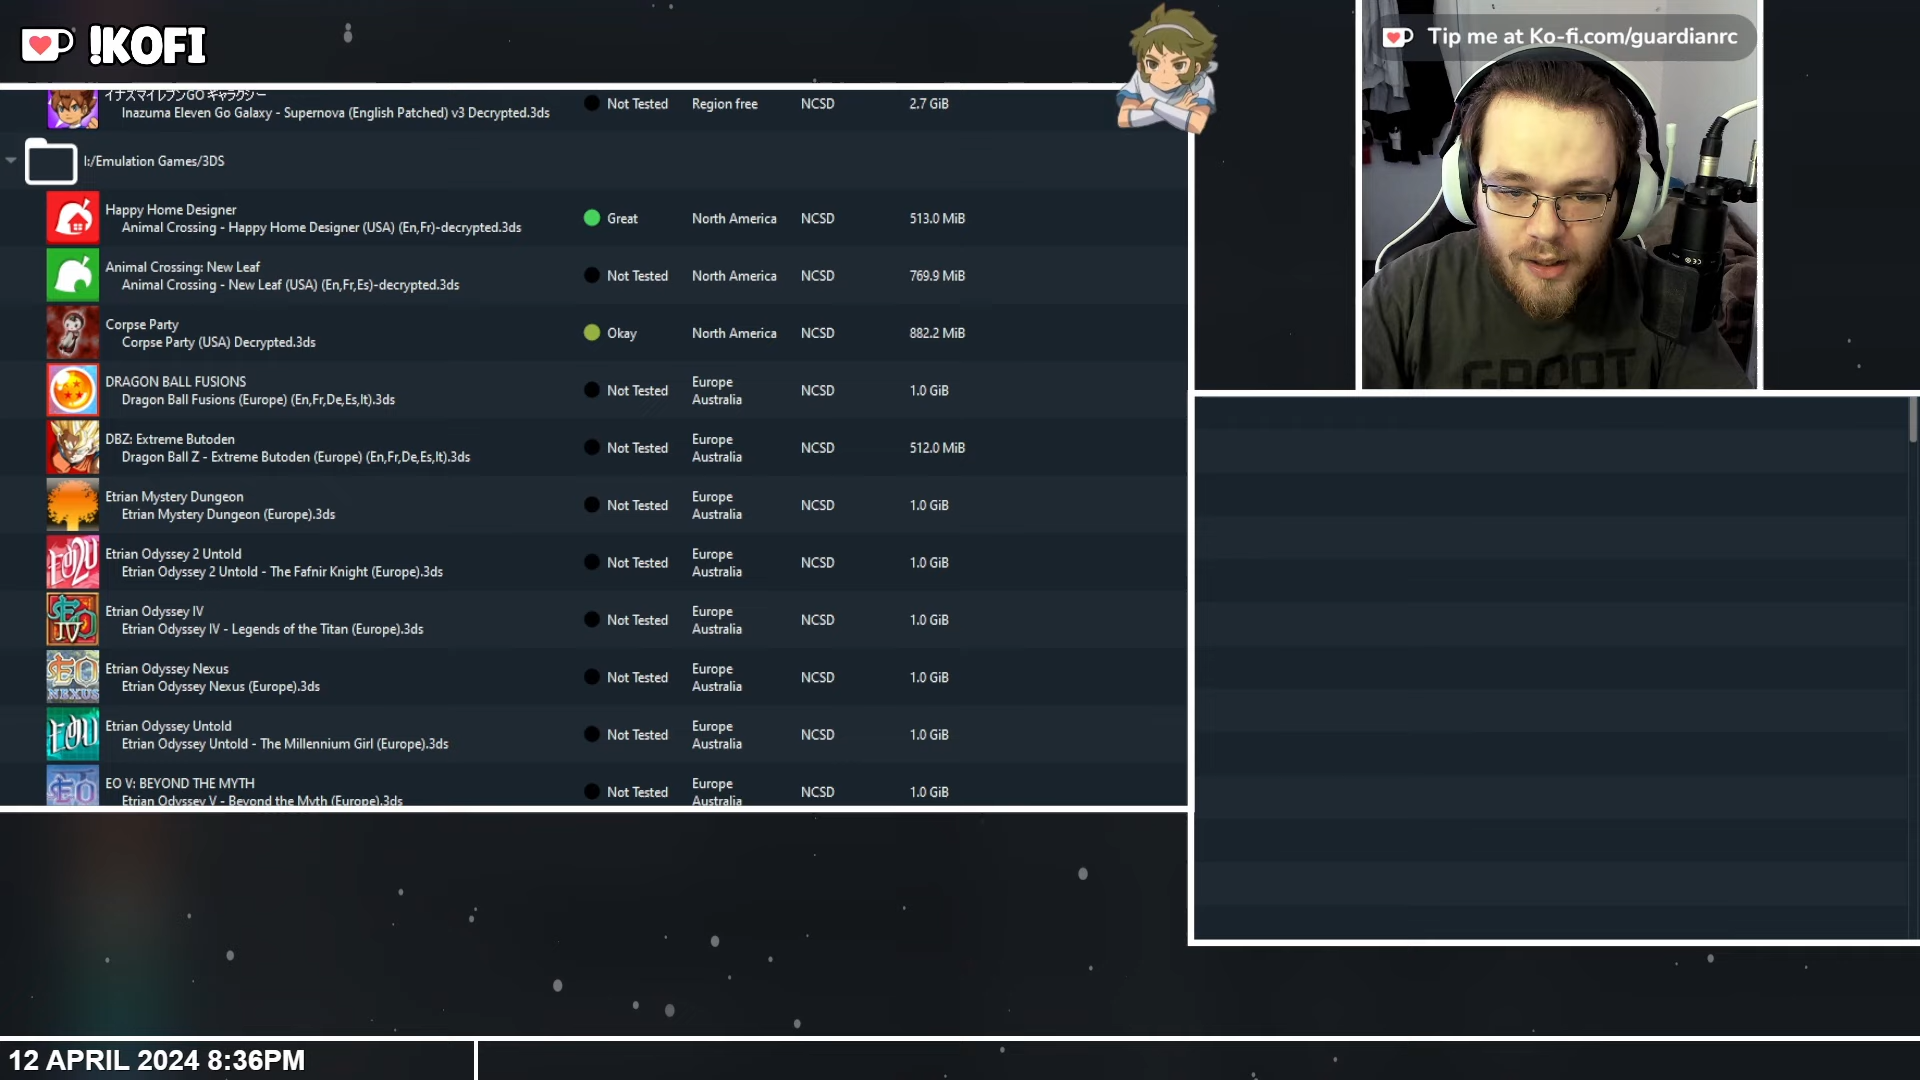 !KOFI
Tip me at Ko-fi.com/guardianrc
イナズマイレブンGO ギャラクシー
Inazuma Eleven Go Galaxy - Supernova (English Patched) v3 Decrypted.3ds
Not Tested
Region free
NCSD
2.7 GiB
I:/Emulation Games/3DS
Happy Home Designer
Animal Crossing - Happy Home Designer (USA) (En,Fr)-decrypted.3ds
Great
North America
NCSD
513.0 MiB
Animal Crossing: New Leaf
Animal Crossing - New Leaf (USA) (En,Fr,Es)-decrypted.3ds
Not Tested
North America
NCSD
769.9 MiB
Corpse Party
Corpse Party (USA) Decrypted.3ds
Okay
North America
NCSD
882.2 MiB
DRAGON BALL FUSIONS
Dragon Ball Fusions (Europe) (En,Fr,De,Es,It).3ds
Not Tested
Europe
Australia
NCSD
1.0 GiB
DBZ: Extreme Butoden
Dragon Ball Z - Extreme Butoden (Europe) (En,Fr,De,Es,It).3ds
Not Tested
Europe
Australia
NCSD
512.0 MiB
Etrian Mystery Dungeon
Etrian Mystery Dungeon (Europe).3ds
Not Tested
Europe
Australia
NCSD
1.0 GiB
EO2U
Etrian Odyssey 2 Untold
Etrian Odyssey 2 Untold - The Fafnir Knight (Europe).3ds
Not Tested
Europe
Australia
NCSD
1.0 GiB
EO
IV
Etrian Odyssey IV
Etrian Odyssey IV - Legends of the Titan (Europe).3ds
Not Tested
Europe
Australia
NCSD
1.0 GiB
EO
NEXUS
Etrian Odyssey Nexus
Etrian Odyssey Nexus (Europe).3ds
Not Tested
Europe
Australia
NCSD
1.0 GiB
EOU
Etrian Odyssey Untold
Etrian Odyssey Untold - The Millennium Girl (Europe).3ds
Not Tested
Europe
Australia
NCSD
1.0 GiB
EO
EO V: BEYOND THE MYTH
Etrian Odyssey V - Beyond the Myth (Europe).3ds
Not Tested
Europe
Australia
NCSD
1.0 GiB
GROOT
12 APRIL 2024 8:36PM